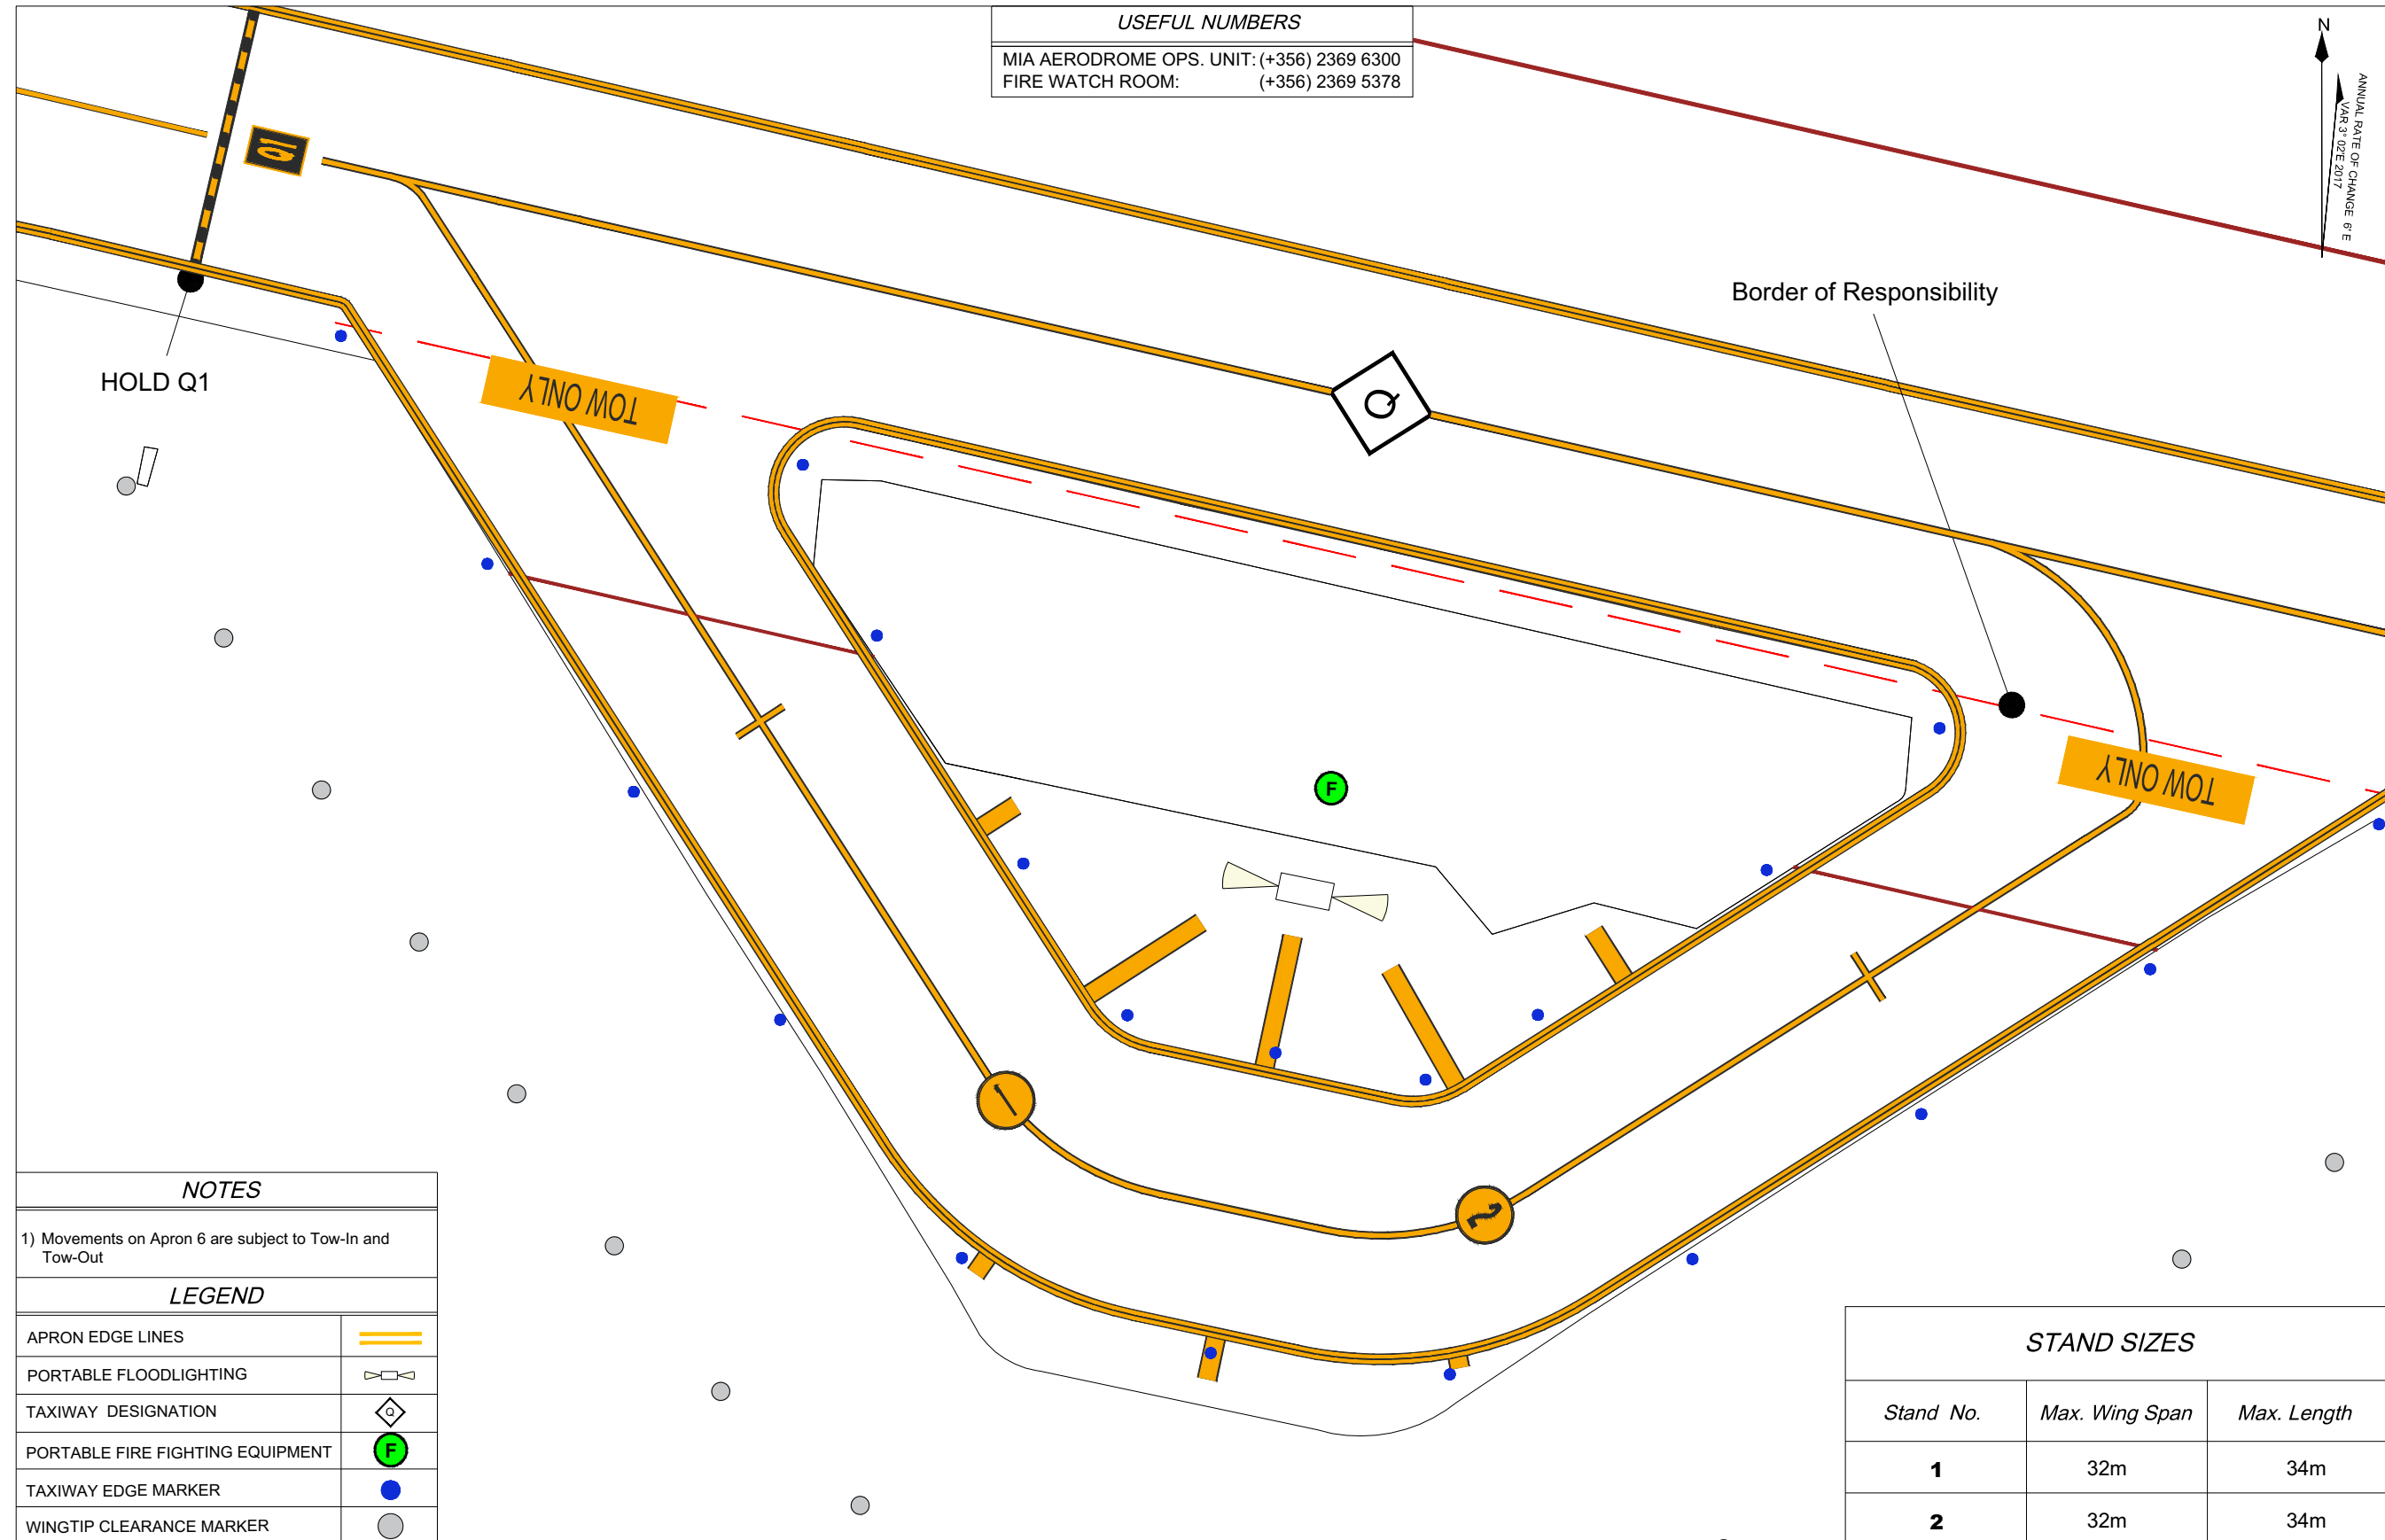 USEFUL NUMBERS
MIA AERODROME OPS. UNIT: (+356) 2369 6300
FIRE WATCH ROOM: (+356) 2369 5378
N
ANNUAL RATE OF CHANGE 6' E
VAR 3° 02'E 2017
Q1
Border of Responsibility
HOLD Q1
TOW ONLY
Q
TOW ONLY
F
1
2
NOTES
1) Movements on Apron 6 are subject to Tow-In and
Tow-Out
LEGEND
APRON EDGE LINES
PORTABLE FLOODLIGHTING
TAXIWAY DESIGNATION Q
PORTABLE FIRE FIGHTING EQUIPMENT F
TAXIWAY EDGE MARKER
WINGTIP CLEARANCE MARKER
STAND SIZES
Stand No. Max. Wing Span Max. Length
1 32m 34m
2 32m 34m